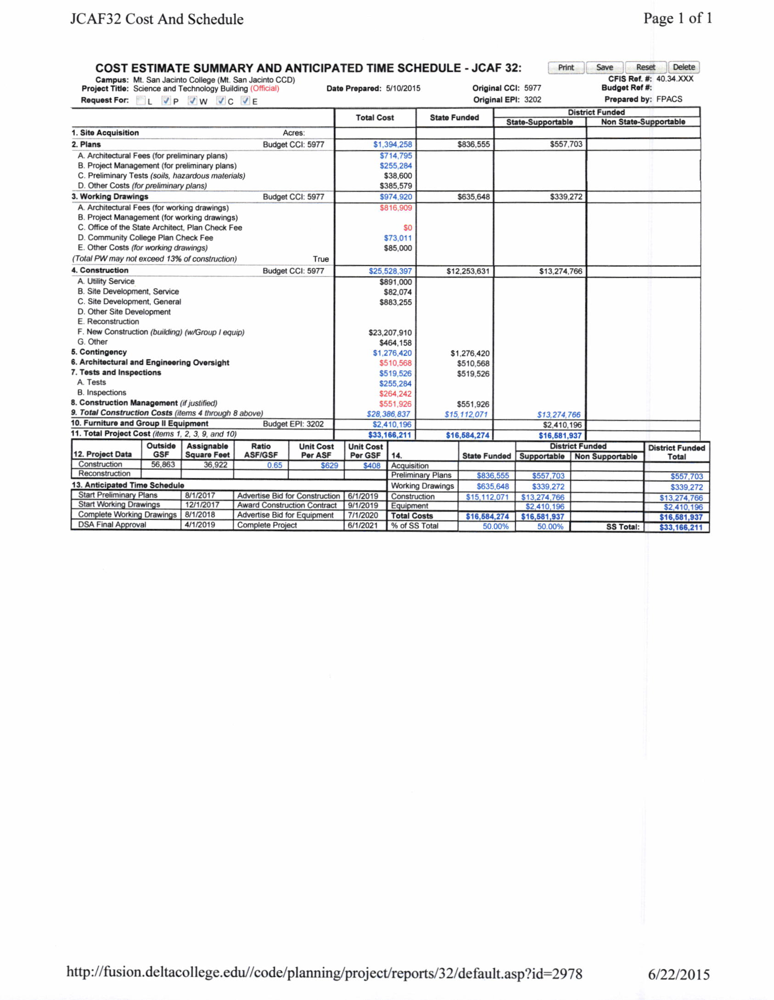 JCAF32 Cost And Schedule Page 1 of 1
COST ESTIMATE SUMMARY AND ANTICIPATED TIME SCHEDULE - JCAF 32: Print Save Reset Delete
Campus: Mt. San Jacinto College (Mt. San Jacinto CCD) CFIS Ref. #: 40.34.XXX
Project Title: Science and Technology Building (Official) Date Prepared: 5/10/2015 Original CCI: 5977 Budget Ref #:
Request For: L P W C E Original EPI: 3202 Prepared by: FPACS
Total Cost State Funded District Funded
State-Supportable Non State-Supportable
1. Site Acquisition Acres:
2. Plans Budget CCI: 5977 $1,394,258 $836,555 $557,703
A. Architectural Fees (for preliminary plans) $714,795
B. Project Management (for preliminary plans) $255,284
C. Preliminary Tests (soils, hazardous materials) $38,600
D. Other Costs (for preliminary plans) $385,579
3. Working Drawings Budget CCI: 5977 $974,920 $635,648 $339,272
A. Architectural Fees (for working drawings) $816,909
B. Project Management (for working drawings)
C. Office of the State Architect, Plan Check Fee $0
D. Community College Plan Check Fee $73,011
E. Other Costs (for working drawings) $85,000
(Total PW may not exceed 13% of construction) True
4. Construction Budget CCI: 5977 $25,528,397 $12,253,631 $13,274,766
A. Utility Service $891,000
B. Site Development, Service $82,074
C. Site Development, General $883,255
D. Other Site Development
E. Reconstruction
F. New Construction (building) (w/Group I equip) $23,207,910
G. Other $464,158
5. Contingency $1,276,420 $1,276,420
6. Architectural and Engineering Oversight $510,568 $510,568
7. Tests and Inspections $519,526 $519,526
A. Tests $255,284
B. Inspections $264,242
8. Construction Management (if justified) $551,926 $551,926
9. Total Construction Costs (items 4 through 8 above) $28,386,837 $15,112,071 $13,274,766
10. Furniture and Group II Equipment Budget EPI: 3202 $2,410,196 $2,410,196
11. Total Project Cost (items 1, 2, 3, 9, and 10) $33,166,211 $16,584,274 $16,581,937
12. Project Data Outside GSF Assignable Square Feet Ratio ASF/GSF Unit Cost Per ASF Unit Cost Per GSF
Construction 56,863 36,922 0.65 $629 $408
Reconstruction
13. Anticipated Time Schedule
Start Preliminary Plans 8/1/2017 Advertise Bid for Construction 6/1/2019
Start Working Drawings 12/1/2017 Award Construction Contract 9/1/2019
Complete Working Drawings 8/1/2018 Advertise Bid for Equipment 7/1/2020
DSA Final Approval 4/1/2019 Complete Project 6/1/2021
14. State Funded District Funded Supportable Non Supportable District Funded Total
Acquisition
Preliminary Plans $836,555 $557,703 $557,703
Working Drawings $635,648 $339,272 $339,272
Construction $15,112,071 $13,274,766 $13,274,766
Equipment $2,410,196 $2,410,196
Total Costs $16,584,274 $16,581,937 $16,581,937
% of SS Total 50.00% 50.00% SS Total: $33,166,211
http://fusion.deltacollege.edu//code/planning/project/reports/32/default.asp?id=2978 6/22/2015